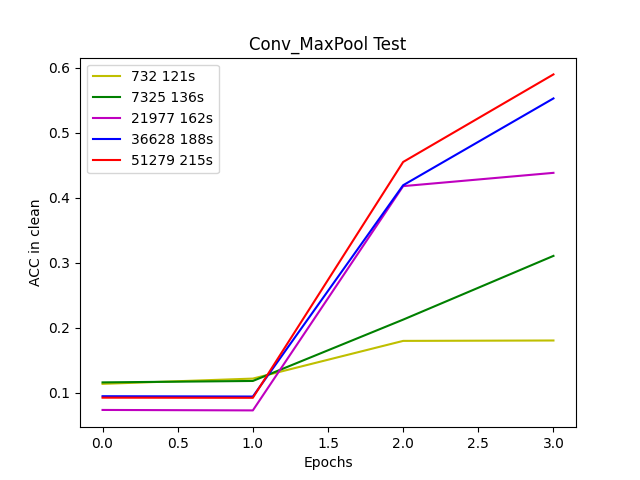 Conv_MaxPool Test
732 121s
7325 136s
21977 162s
36628 188s
51279 215s
ACC in clean
0.6
0.5
0.4
0.3
0.2
0.1
0.0 0.5 1.0 1.5 2.0 2.5 3.0
Epochs